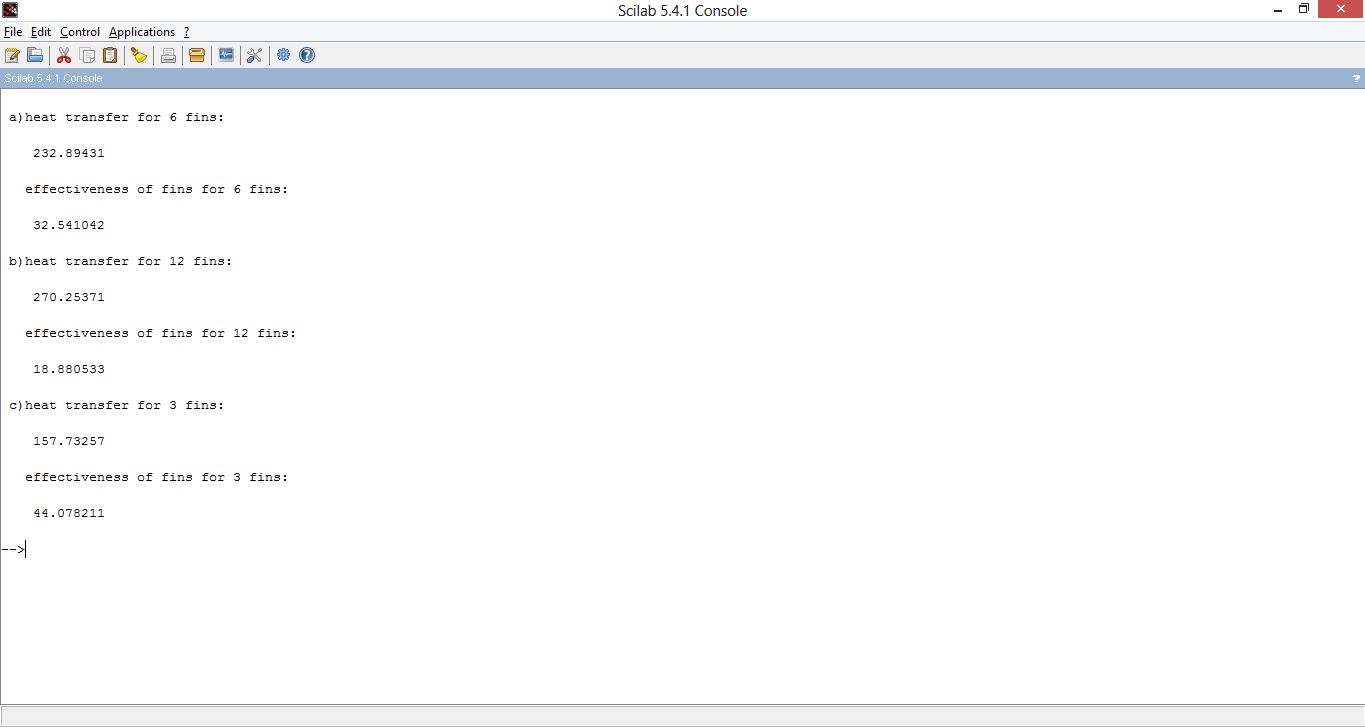 Scilab 5.4.1 Console
File Edit Control Applications ?
Scilab 5.4.1 Console ?
a)heat transfer for 6 fins:
232.89431
effectiveness of fins for 6 fins:
32.541042
b)heat transfer for 12 fins:
270.25371
effectiveness of fins for 12 fins:
18.880533
c)heat transfer for 3 fins:
157.73257
effectiveness of fins for 3 fins:
44.078211
-->